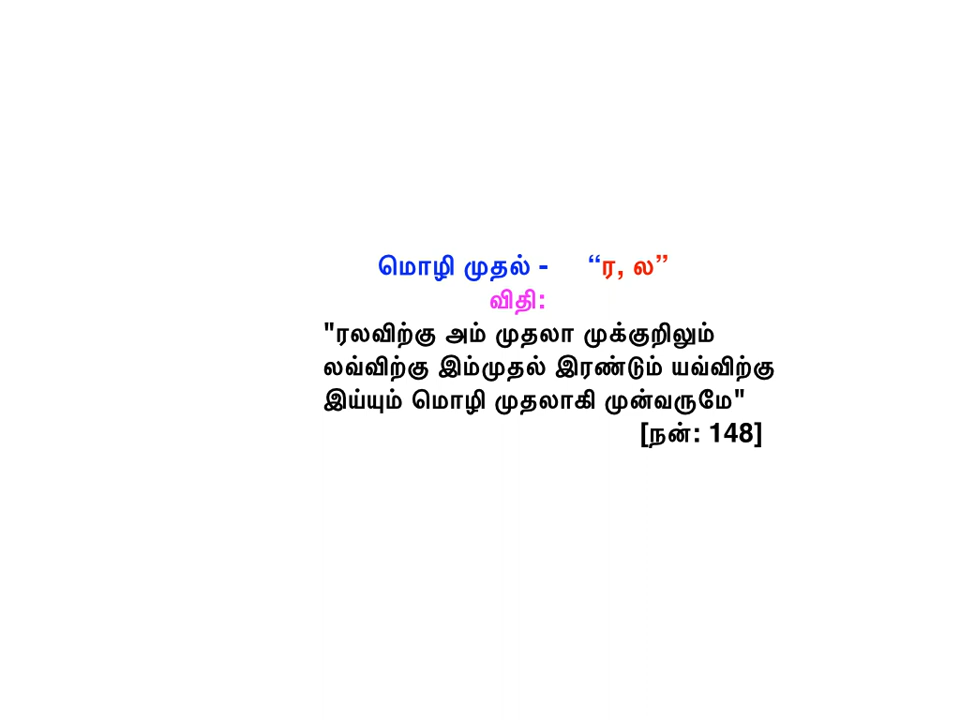 மொழி முதல் - “ர, ல”
விதி:
"ரலவிற்கு அம் முதலா முக்குறிலும்
லவ்விற்கு இம்முதல் இரண்டும் யவ்விற்கு
இய்யும் மொழி முதலாகி முன்வருமே"
[நன்: 148]